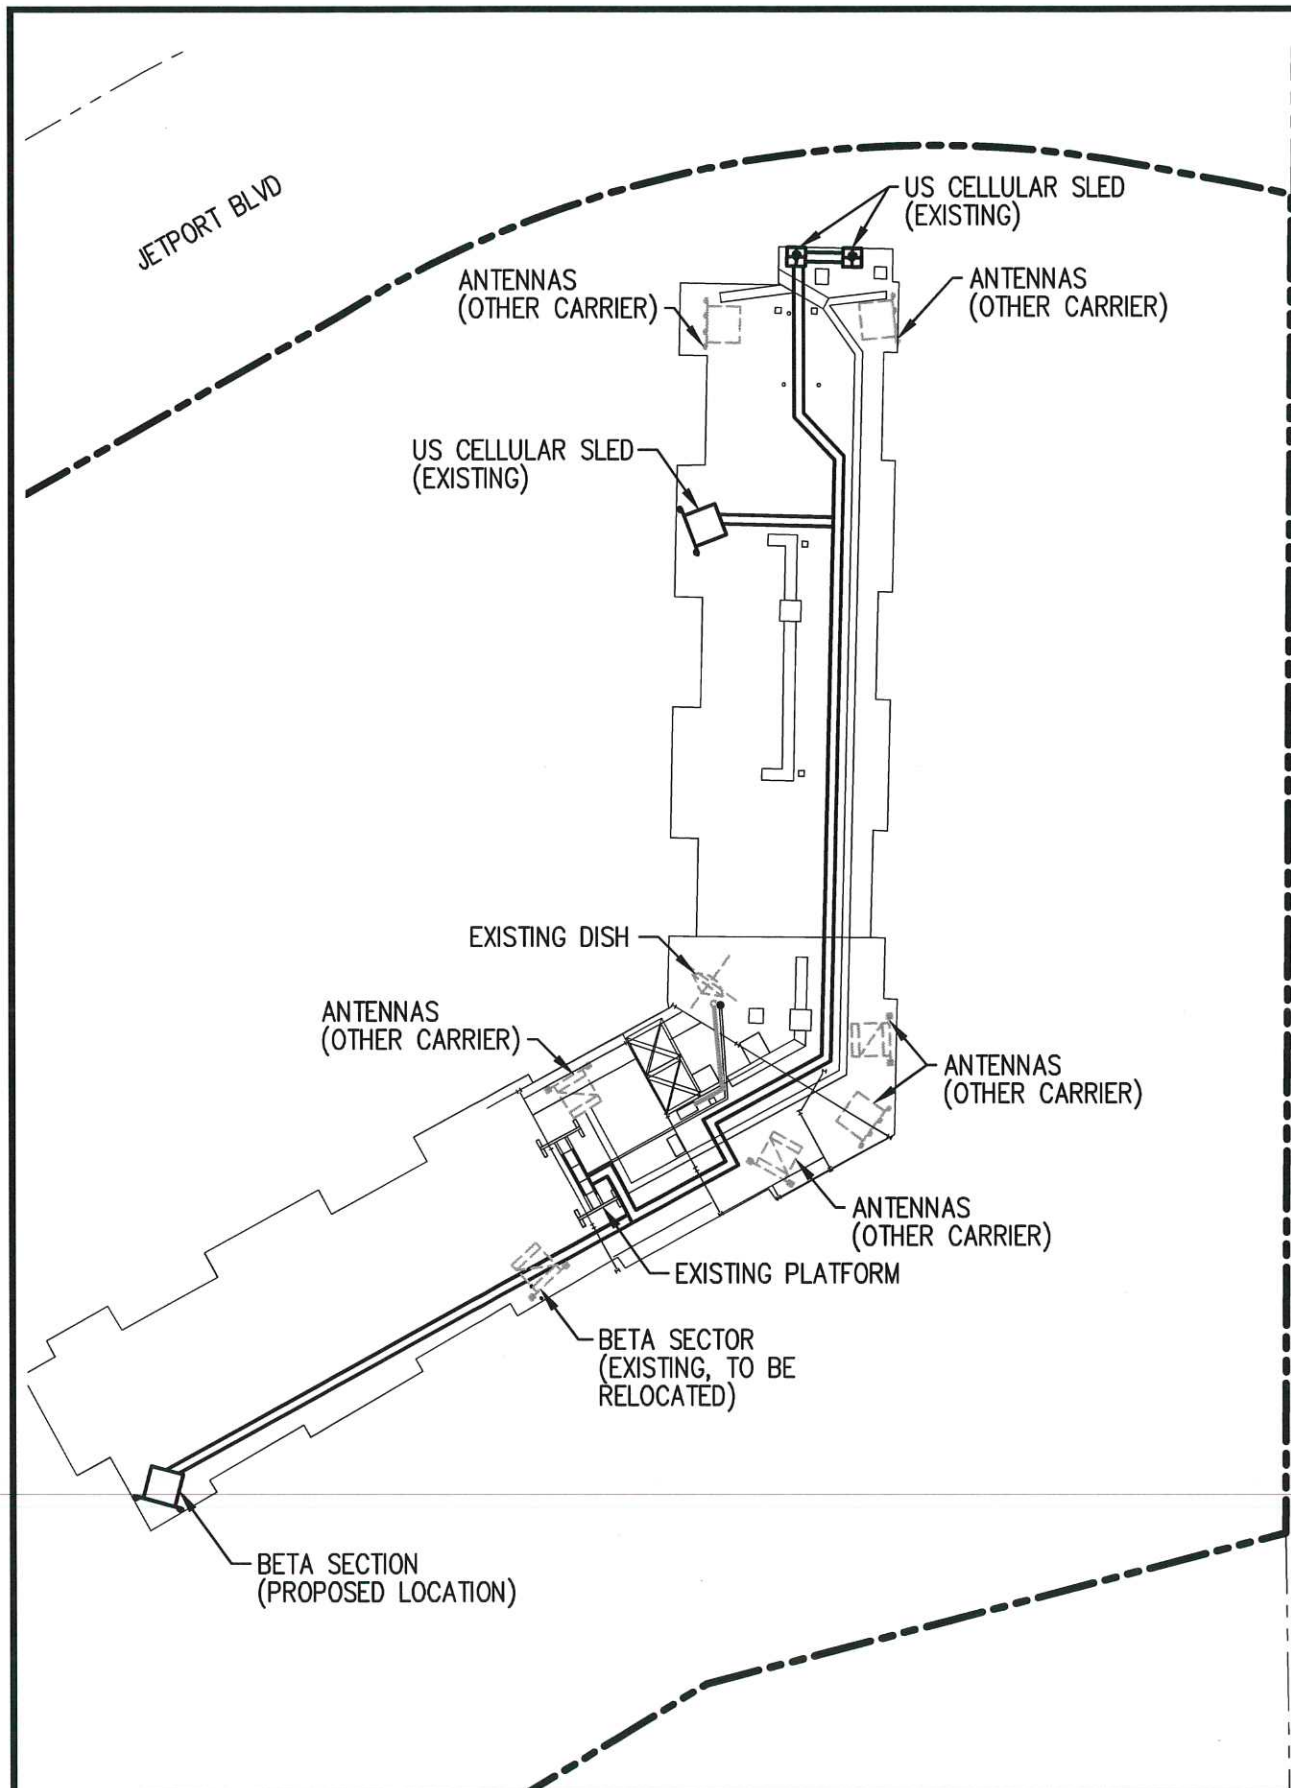 JETPORT BLVD
US CELLULAR SLED
(EXISTING)
ANTENNAS
(OTHER CARRIER)
ANTENNAS
(OTHER CARRIER)
US CELLULAR SLED
(EXISTING)
EXISTING DISH
ANTENNAS
(OTHER CARRIER)
ANTENNAS
(OTHER CARRIER)
ANTENNAS
(OTHER CARRIER)
EXISTING PLATFORM
BETA SECTOR
(EXISTING, TO BE
RELOCATED)
BETA SECTION
(PROPOSED LOCATION)